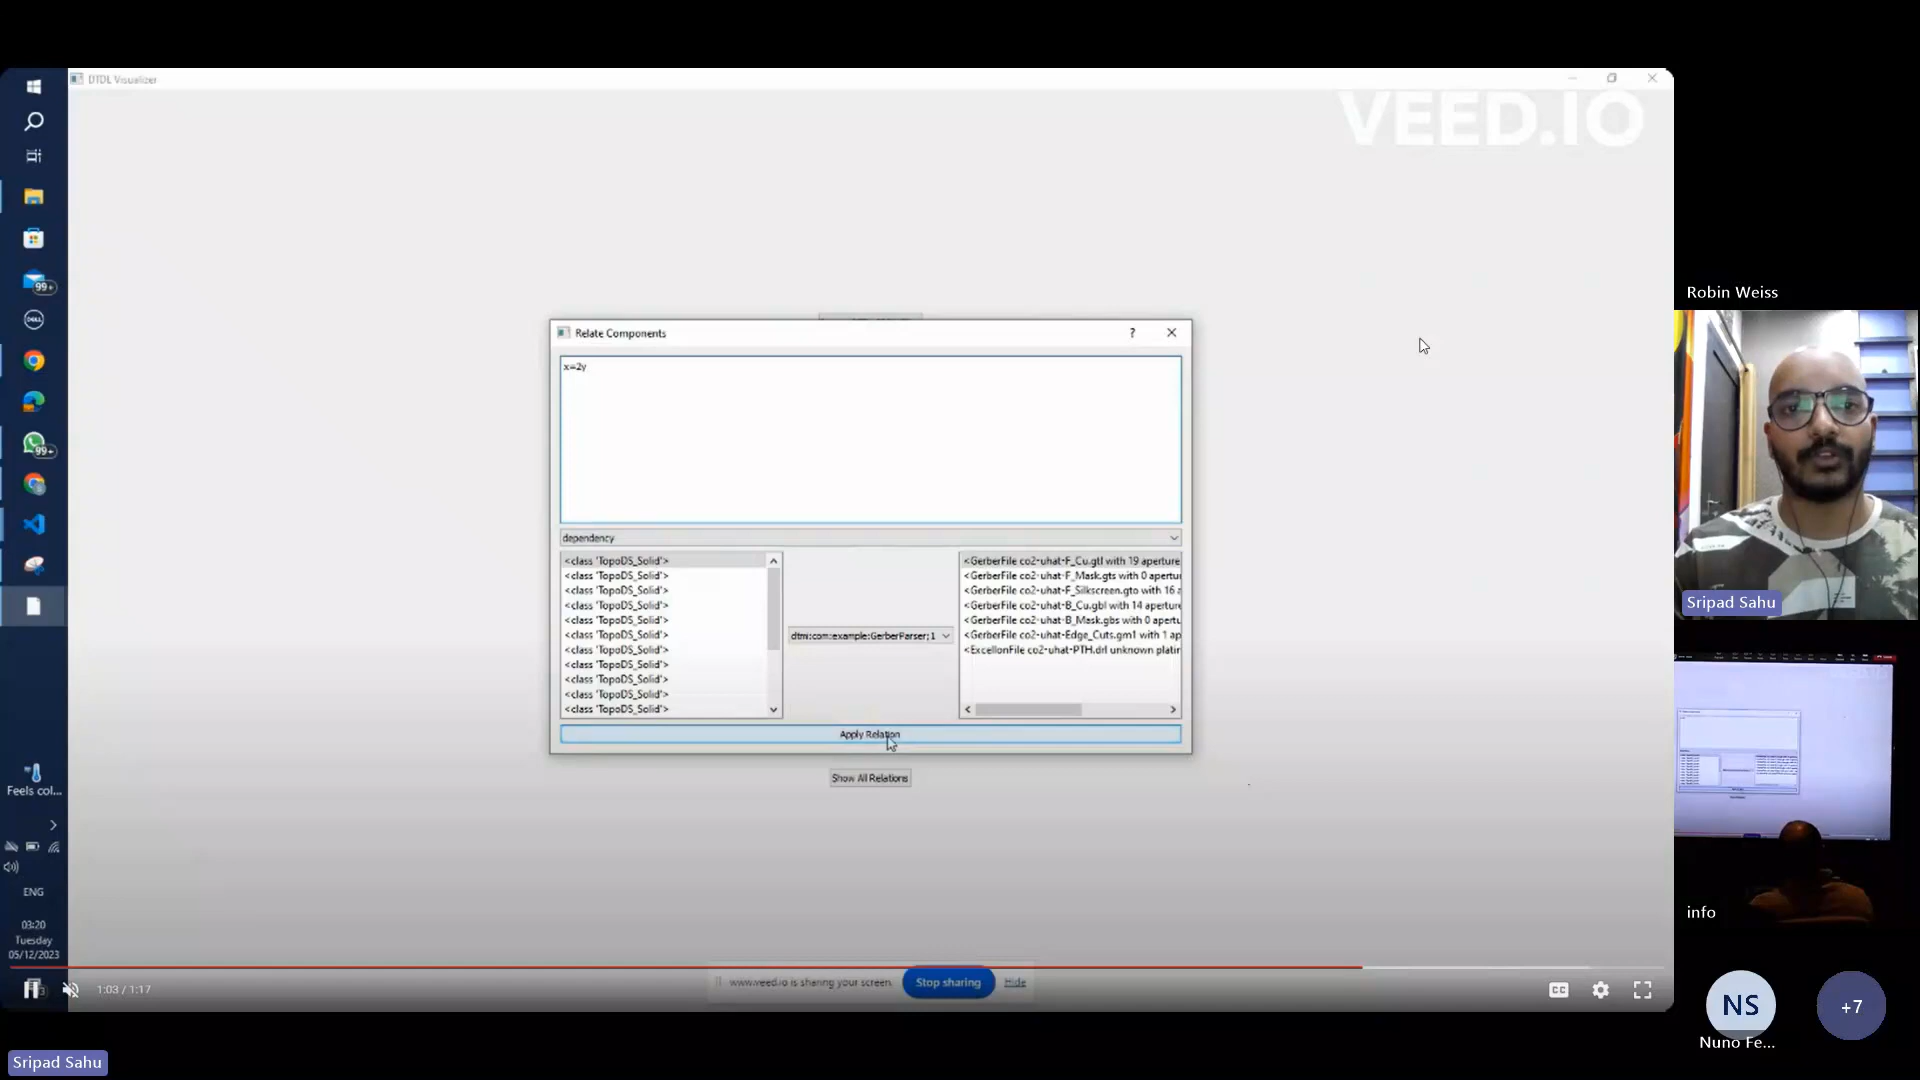 DTDL Visualizer
VEED.IO
99+
DELL
99+
Feels col...
ENG
03:20
Tuesday
05/12/2023
Relate Components
?
x=2y
dependency
<class 'TopoDS_Solid'>
<class 'TopoDS_Solid'>
<class 'TopoDS_Solid'>
<class 'TopoDS_Solid'>
<class 'TopoDS_Solid'>
<class 'TopoDS_Solid'>
<class 'TopoDS_Solid'>
<class 'TopoDS_Solid'>
<class 'TopoDS_Solid'>
<class 'TopoDS_Solid'>
<class 'TopoDS_Solid'>
dtmi:com:example:GerberParser;1
<GerberFile co2-uhat-F_Cu.gtl with 19 aperture
<GerberFile co2-uhat-F_Mask.gts with 0 apertu
<GerberFile co2-uhat-F_Silkscreen.gto with 16 a
<GerberFile co2-uhat-B_Cu.gbl with 14 aperture
<GerberFile co2-uhat-B_Mask.gbs with 0 apertu
<GerberFile co2-uhat-Edge_Cuts.gm1 with 1 ap
<ExcellonFile co2-uhat-PTH.drl unknown platin
Apply Relation
Show All Relations
www.veed.io is sharing your screen.
Stop sharing
Hide
1:03 / 1:17
CC
Sripad Sahu
Robin Weiss
Sripad Sahu
info
NS
Nuno Fe...
+7